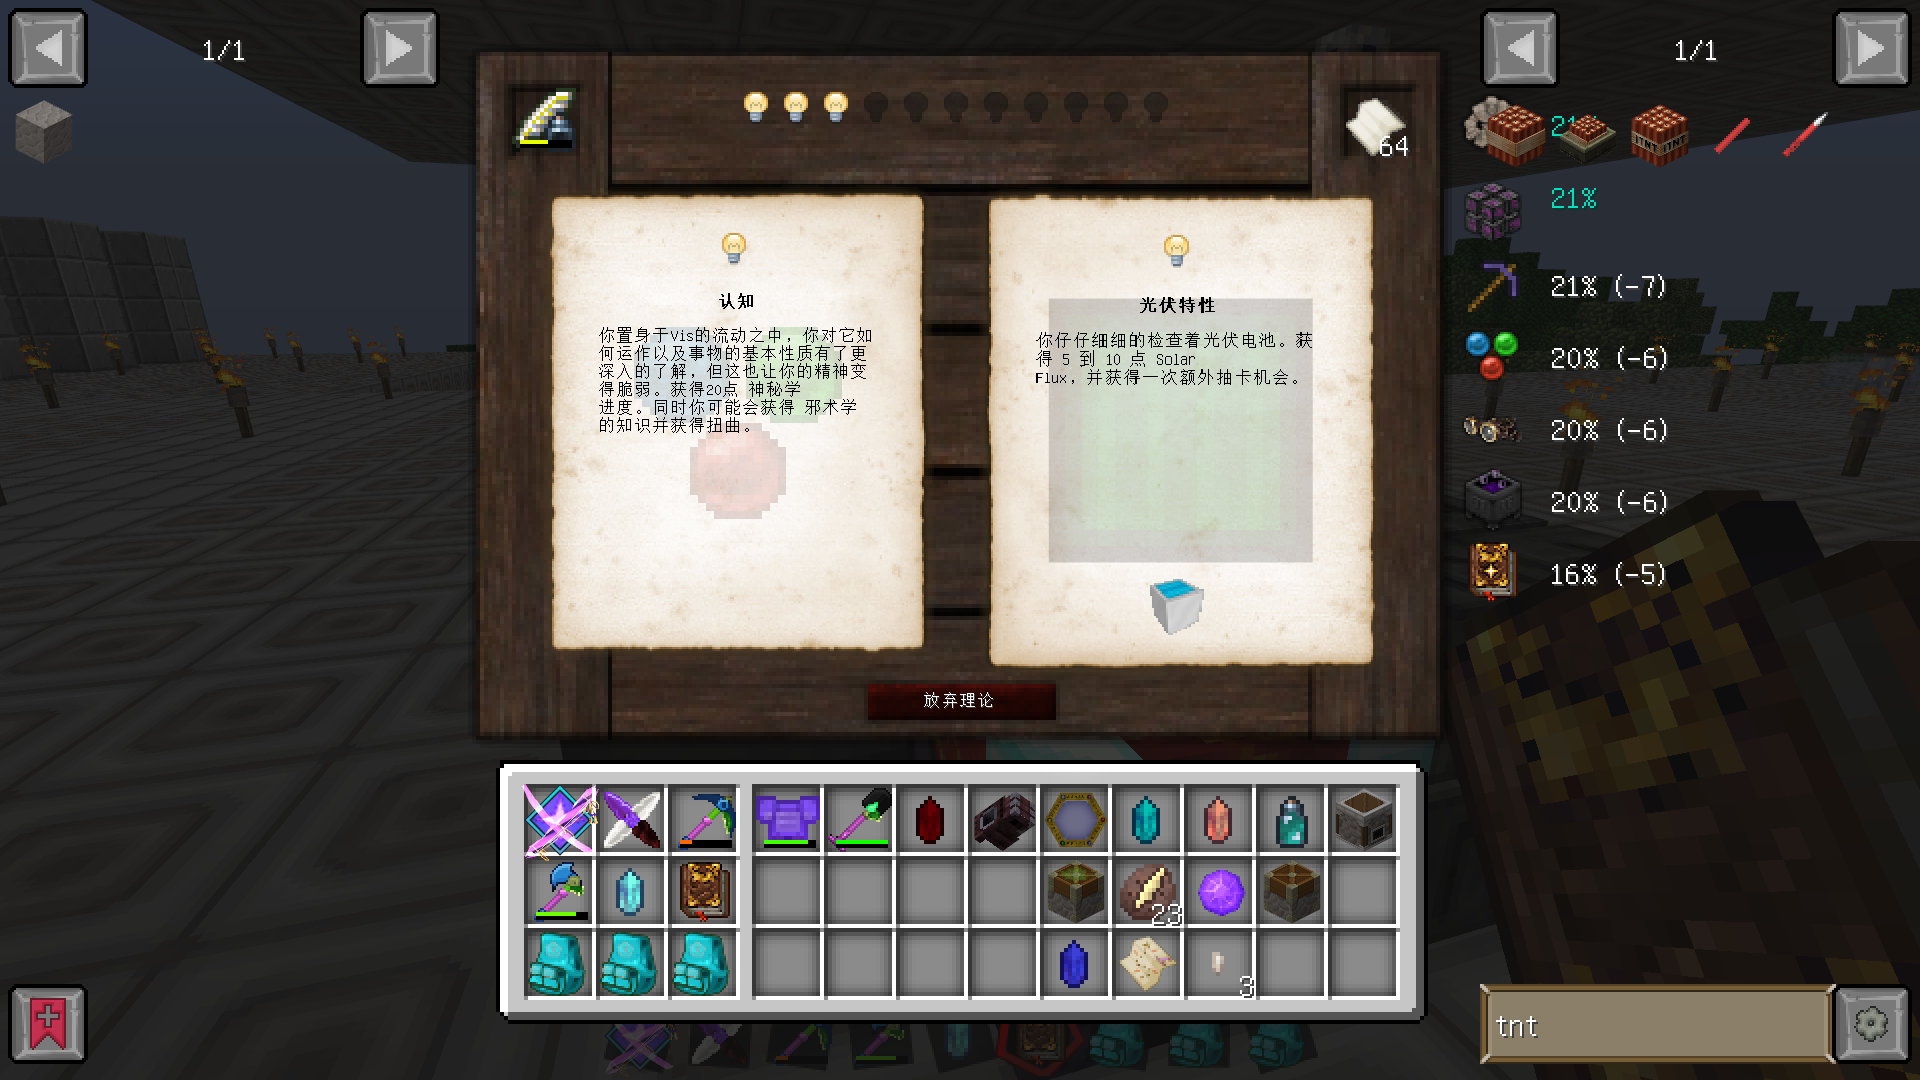 1/1
1/1
64
21
21%
21% (-7)
20% (-6)
20% (-6)
20% (-6)
16% (-5)
认知
你置身于Vis的流动之中，你对它如
何运作以及事物的基本性质有了更
深入的了解，但这也让你的精神变
得脆弱。获得20点 神秘学
进度。同时你可能会获得 邪术学
的知识并获得扭曲。
光伏特性
你仔仔细细的检查着光伏电池。获
得 5 到 10 点 Solar
Flux，并获得一次额外抽卡机会。
放弃理论
23
3
tnt